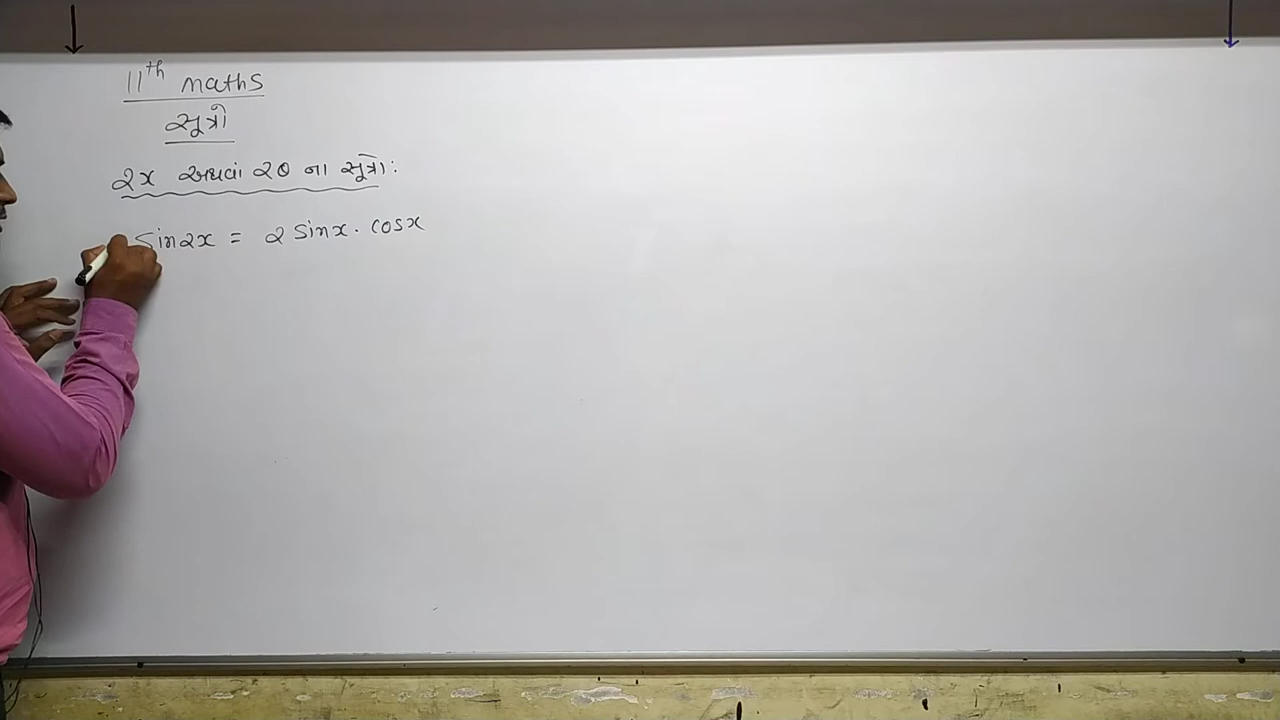 11th maths
સૂત્રો
2x અથવા 2θ ના સૂત્રો:
Sin2x = 2 Sinx . cosx